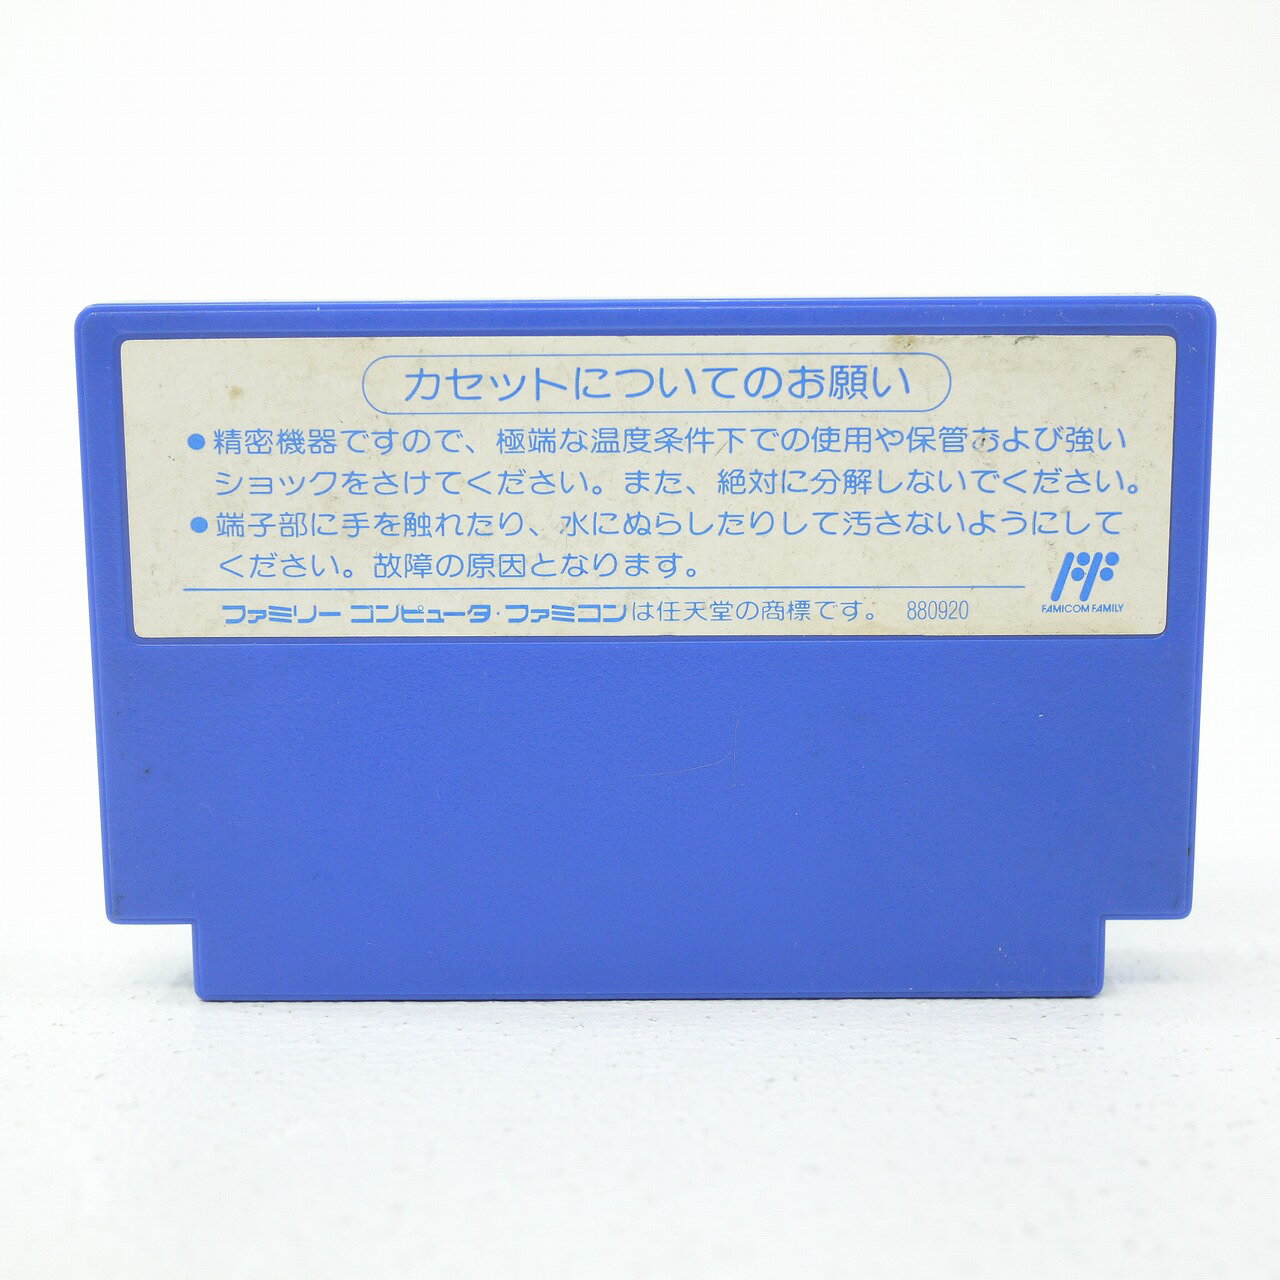 カセットについてのお願い
●精密機器ですので、極端な温度条件下での使用や保管および強い
ショックをさけてください。また、絶対に分解しないでください。
●端子部に手を触れたり、水にぬらしたりして汚さないようにして
ください。故障の原因となります。
FAMICOM FAMILY
ファミリーコンピュータ・ファミコンは任天堂の商標です。 880920